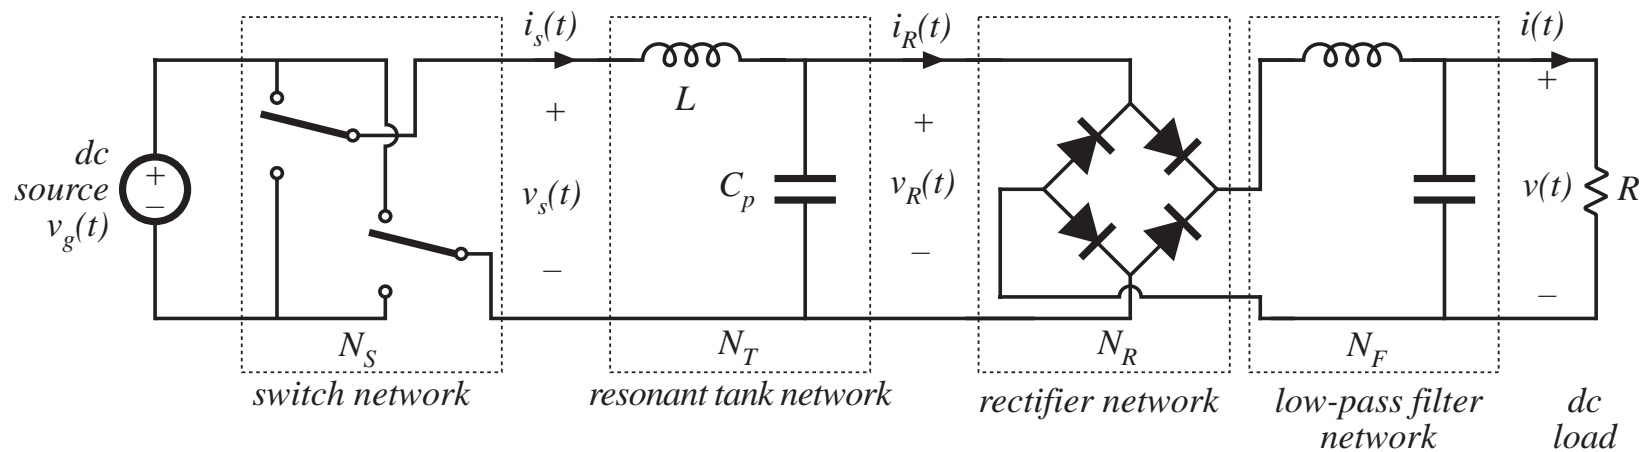 i_s(t)
i_R(t)
i(t)
+
+
+
L
dc
source
v_g(t)
+
–
v_s(t)
C_p
v_R(t)
v(t)
R
–
–
–
N_S
N_T
N_R
N_F
switch network
resonant tank network
rectifier network
low-pass filter
network
dc
load